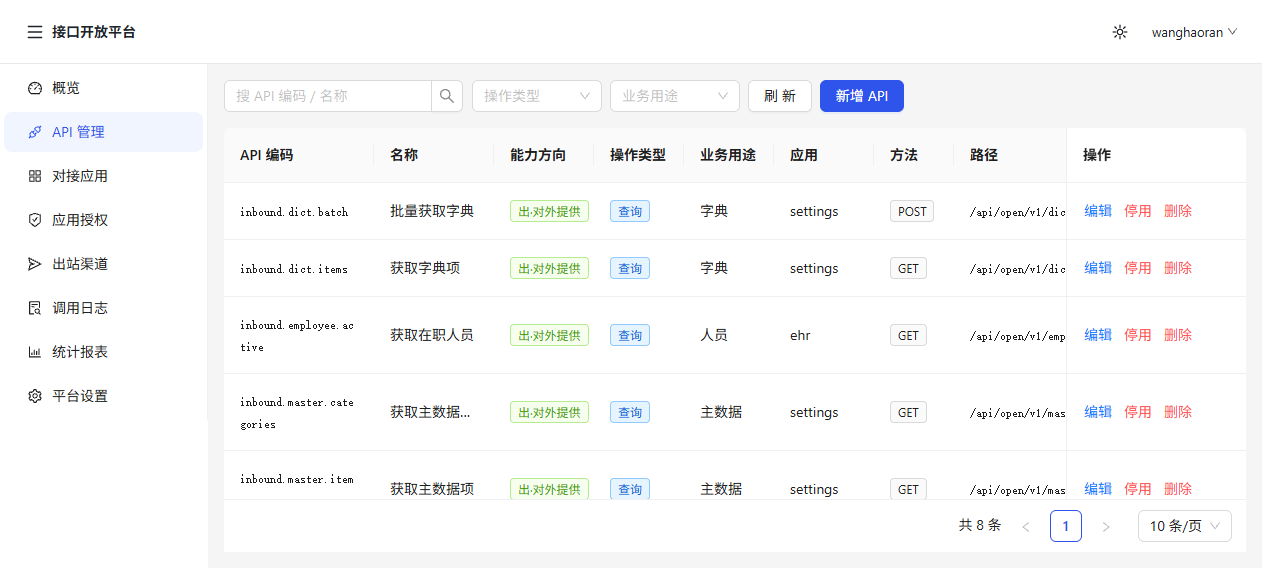 接口开放平台
wanghaoran
概览
API 管理
对接应用
应用授权
出站渠道
调用日志
统计报表
平台设置
搜 API 编码 / 名称
操作类型
业务用途
刷 新
新增 API
API 编码 名称 能力方向 操作类型 业务用途 应用 方法 路径 操作
inbound.dict.batch 批量获取字典 出·对外提供 查询 字典 settings POST /api/open/v1/dic 编辑 停用 删除
inbound.dict.items 获取字典项 出·对外提供 查询 字典 settings GET /api/open/v1/dic 编辑 停用 删除
inbound.employee.ac
tive
获取在职人员 出·对外提供 查询 人员 ehr GET /api/open/v1/emp 编辑 停用 删除
inbound.master.cate
gories
获取主数据... 出·对外提供 查询 主数据 settings GET /api/open/v1/mas 编辑 停用 删除
inbound.master.item
获取主数据项 出·对外提供 查询 主数据 settings GET /api/open/v1/mas 编辑 停用 删除
共 8 条 < 1 > 10 条/页